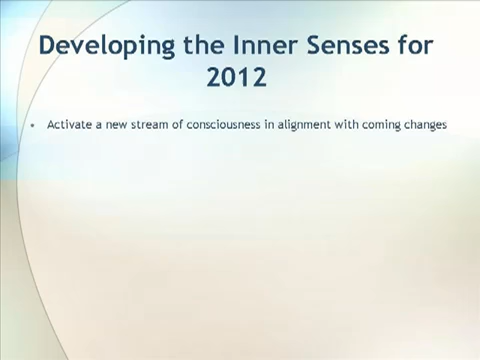 Developing the Inner Senses for
2012
• Activate a new stream of consciousness in alignment with coming changes